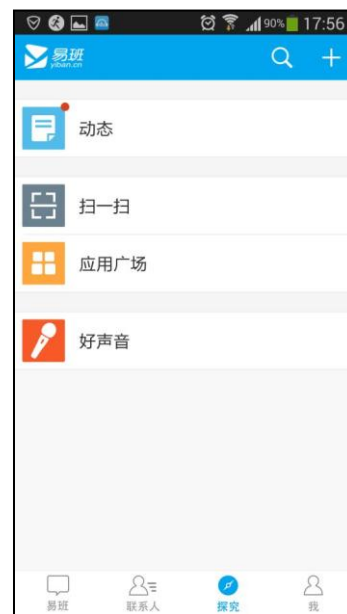 90% 17:56
易班
yiban.cn
动态
扫一扫
应用广场
好声音
易班 联系人 探究 我